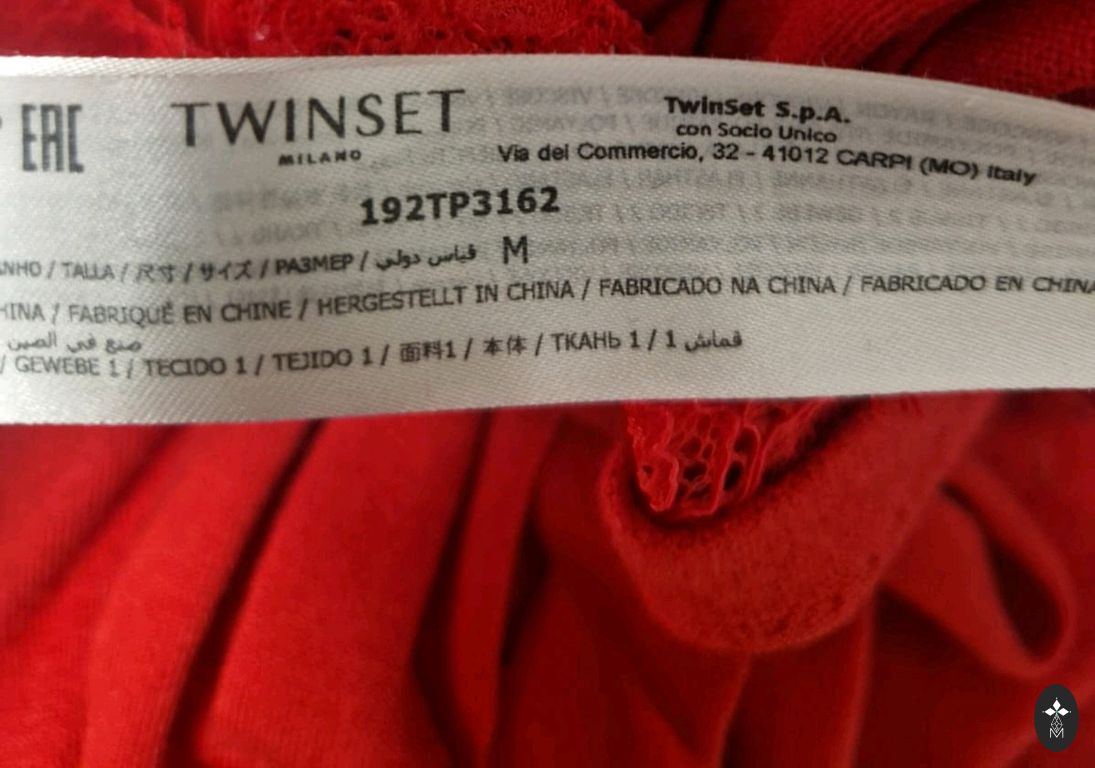 EAC
TWINSET
MILANO
TwinSet S.p.A.
con Socio Unico
Via del Commercio, 32 - 41012 CARPI (MO) Italy
192TP3162
/ TALLA / 尺寸 / サイズ / PA3MEP / قياس دولي M
/ FABRIQUÉ EN CHINE / HERGESTELLT IN CHINA / FABRICADO NA CHINA / FABRICADO EN CHINA
صنع في الصين
/ GEWEBE 1 / TECIDO 1 / TEJIDO 1 / 面料1 / 本体 / ТКАНЬ 1 / 1 قماش
M